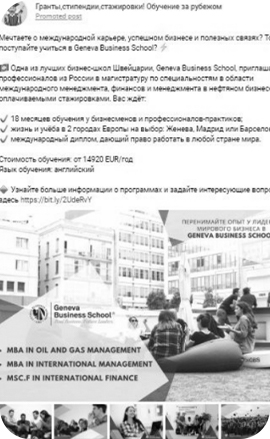 Гранты,стипендии,стажировки! Обучение за рубежом
Promoted post
Мечтаете о международной карьере, успешном бизнесе и полезных связях? То
поступайте учиться в Geneva Business School?
Одна из лучших бизнес-школ Швейцарии, Geneva Business School, приглаш
профессионалов из России в магистратуру по специальностям в области
международного менеджмента, финансов и менеджмента в нефтяном бизнесе
оплачиваемыми стажировками. Вас ждёт:
18 месяцев обучения у бизнесменов и профессионалов-практиков;
жизнь и учёба в 2 городах Европы на выбор: Женева, Мадрид или Барсело
международный диплом, дающий право работать в любой стране мира.
Стоимость обучения: от 14920 EUR/год
Язык обучения: английский
Узнайте больше информации о программах и задайте интересующие вопро
здесь https://bit.ly/2UdeRvY
ПЕРЕНИМАЙТЕ ОПЫТ У ЛИДЕР
МИРОВОГО БИЗНЕСА В
GENEVA BUSINESS SCHOOL
Geneva
Business School
MBA IN OIL AND GAS MANAGEMENT
MBA IN INTERNATIONAL MANAGEMENT
MSC.F IN INTERNATIONAL FINANCE